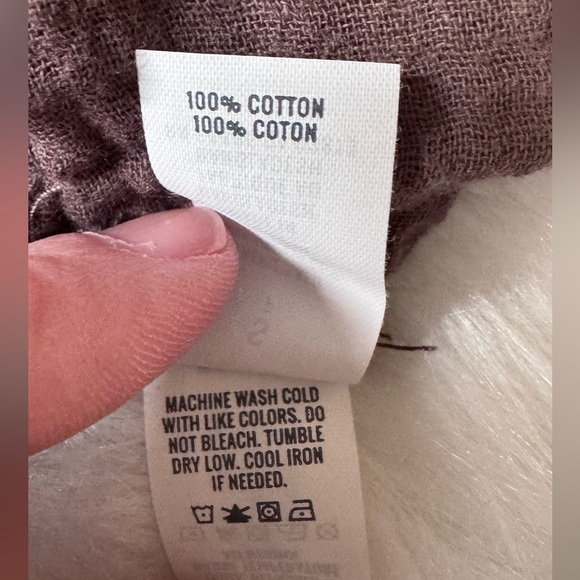 100% COTTON
100% COTON
MACHINE WASH COLD
WITH LIKE COLORS. DO
NOT BLEACH. TUMBLE
DRY LOW. COOL IRON
IF NEEDED.